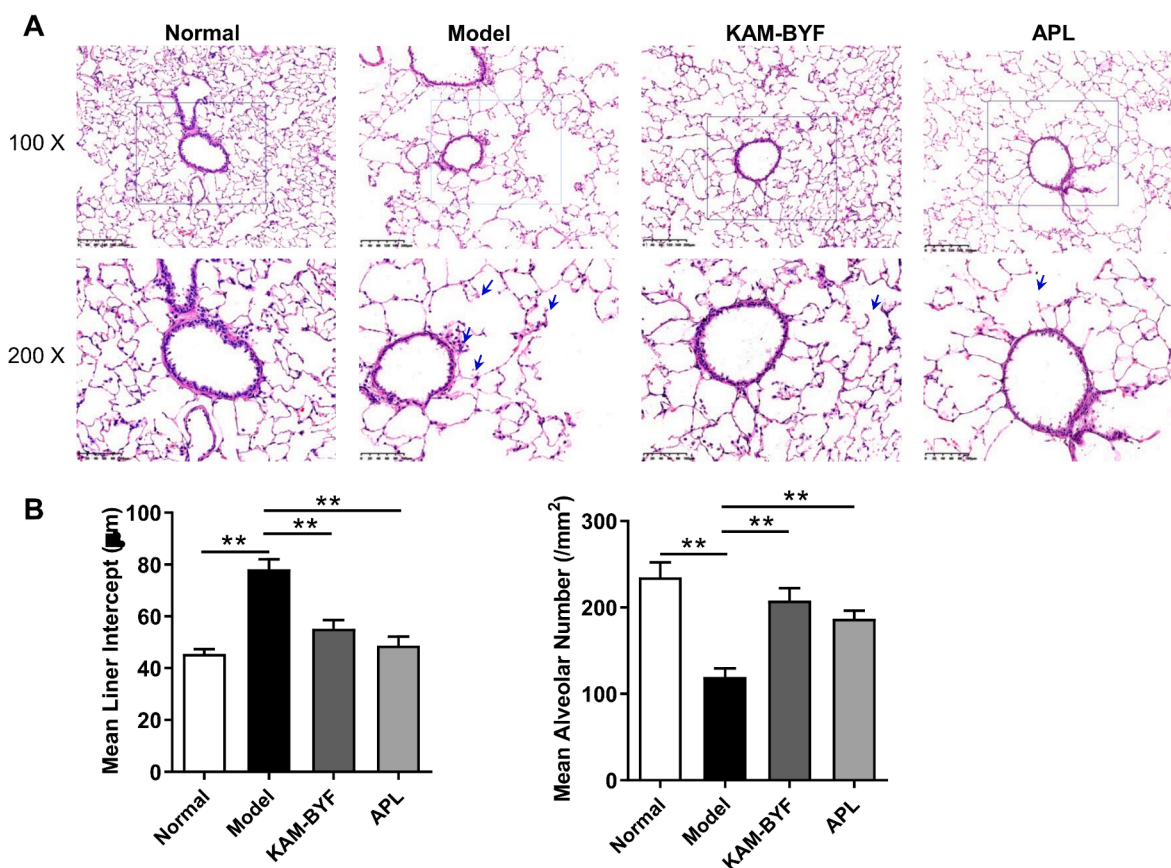 A
Normal Model KAM-BYF APL
100 X
200 X
B
** ** **
Mean Liner Intercept (μm)
100
80
60
40
20
0
Normal Model KAM-BYF APL
** ** **
Mean Alveolar Number (/mm²)
300
200
100
0
Normal Model KAM-BYF APL